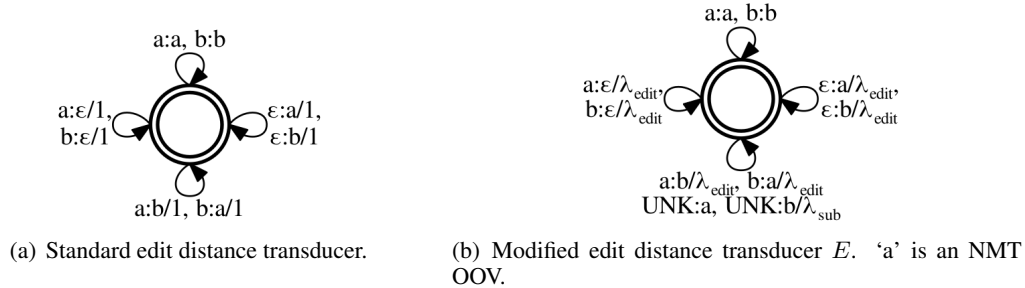 a:a, b:b
a:ε/1,
b:ε/1
ε:a/1,
ε:b/1
a:b/1, b:a/1
(a) Standard edit distance transducer.
a:a, b:b
a:ε/λedit,
b:ε/λedit
ε:a/λedit,
ε:b/λedit
a:b/λedit, b:a/λedit
UNK:a, UNK:b/λsub
(b) Modified edit distance transducer E. ‘a’ is an NMT
OOV.